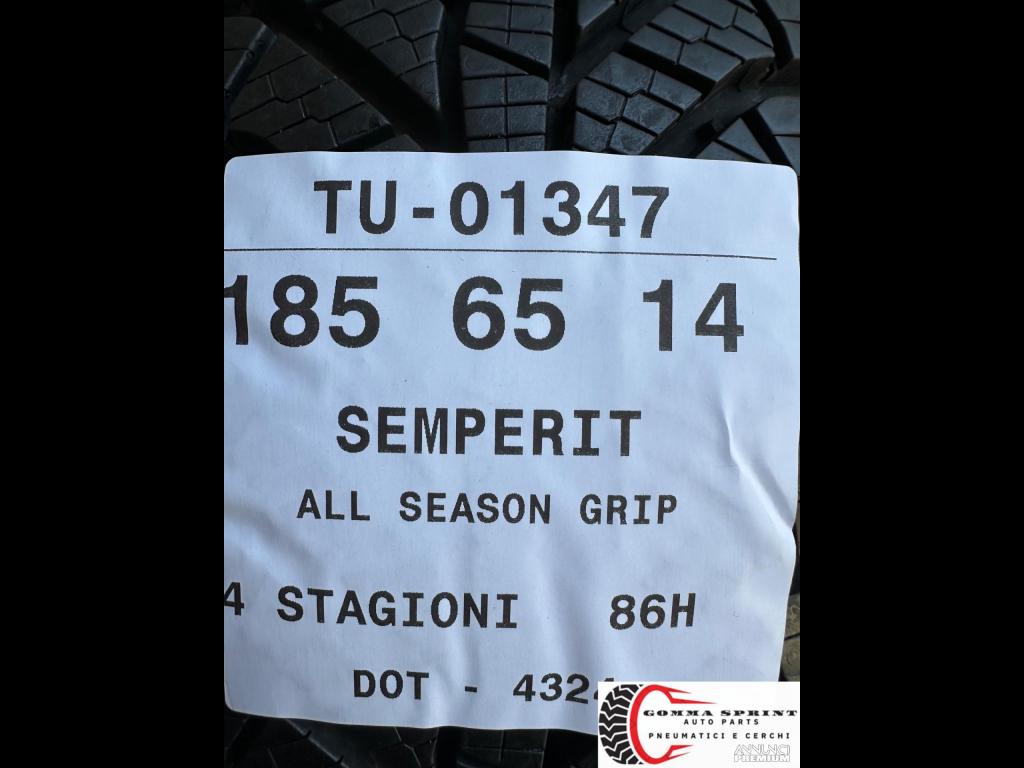 TU-01347
185 65 14
SEMPERIT
ALL SEASON GRIP
4 STAGIONI 86H
DOT - 4324
GOMMA SPRINT
AUTO PARTS
PNEUMATICI E CERCHI
ANNUNCI
PREMIUM